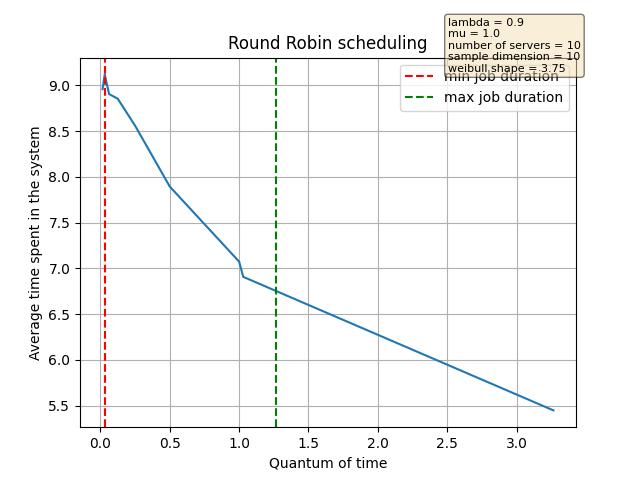 Round Robin scheduling
lambda = 0.9
mu = 1.0
number of servers = 10
sample dimension = 10
weibull shape = 3.75
min job duration
max job duration
Average time spent in the system
9.0
8.5
8.0
7.5
7.0
6.5
6.0
5.5
0.0 0.5 1.0 1.5 2.0 2.5 3.0
Quantum of time